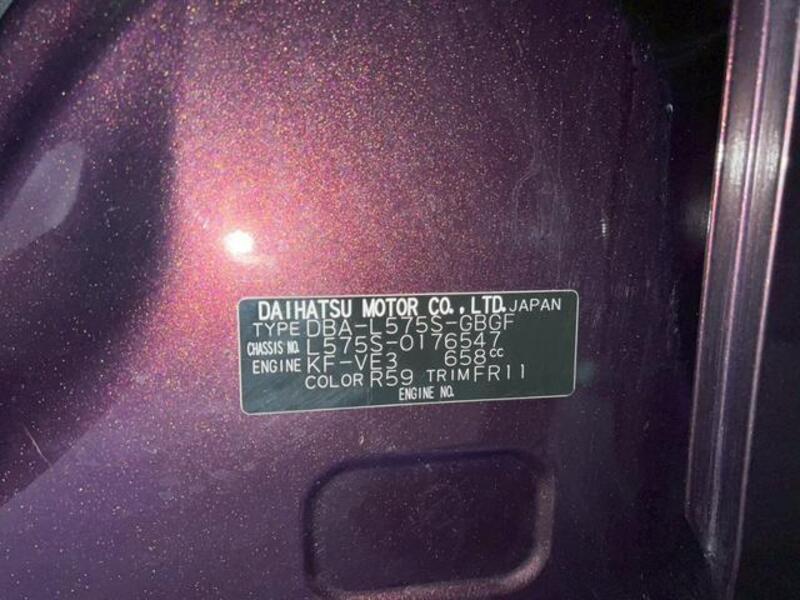 DAIHATSU MOTOR CO.,LTD. JAPAN
TYPE DBA-L575S-GBGF
CHASSIS NO. L575S-0176547
ENGINE KF-VE3 658cc
COLOR R59 TRIM FR11
ENGINE NO.